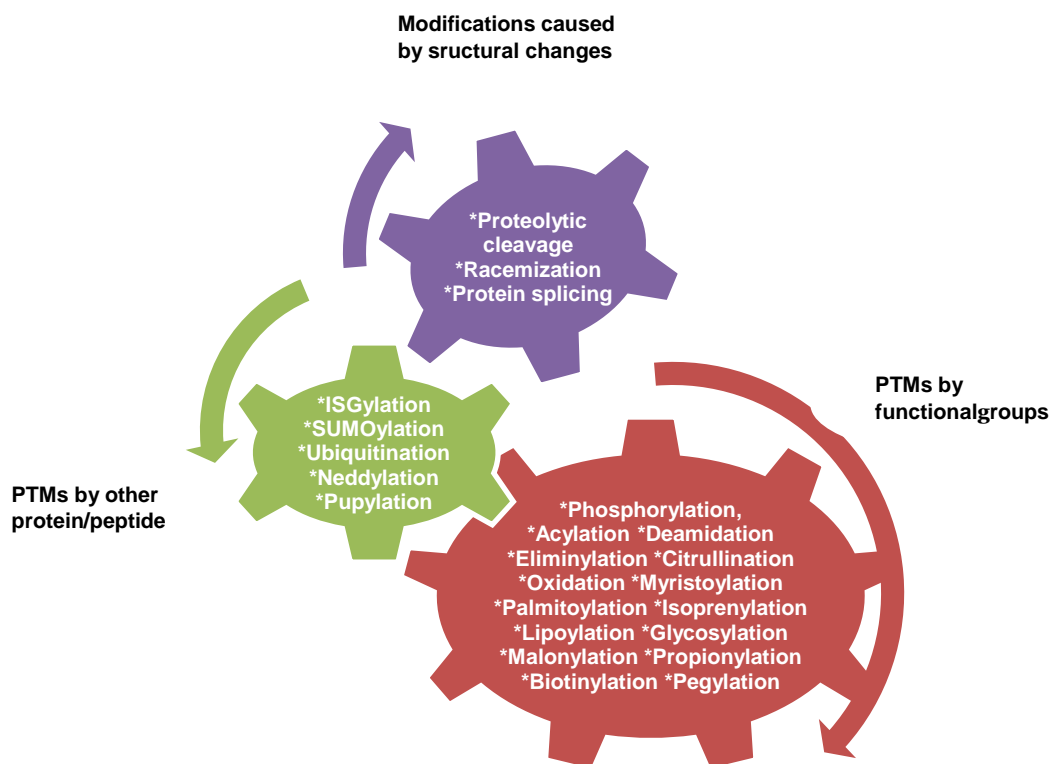 Modifications caused
by sructural changes
*Proteolytic
cleavage
*Racemization
*Protein splicing
PTMs by
functionalgroups
*ISGylation
*SUMOylation
*Ubiquitination
*Neddylation
*Pupylation
PTMs by other
protein/peptide
*Phosphorylation,
*Acylation *Deamidation
*Eliminylation *Citrullination
*Oxidation *Myristoylation
*Palmitoylation *Isoprenylation
*Lipoylation *Glycosylation
*Malonylation *Propionylation
*Biotinylation *Pegylation